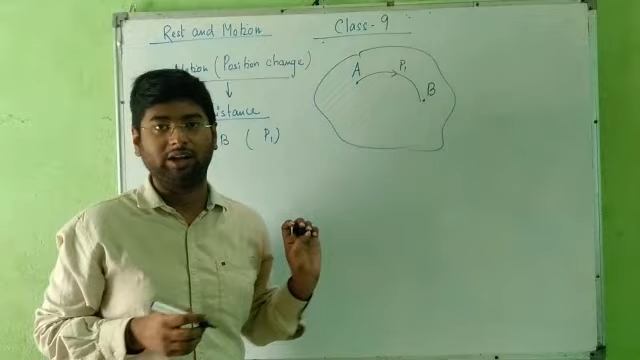 Rest and Motion
Class - 9
Motion (Position change)
↓
istance
B (P₁)
A
P₁
B